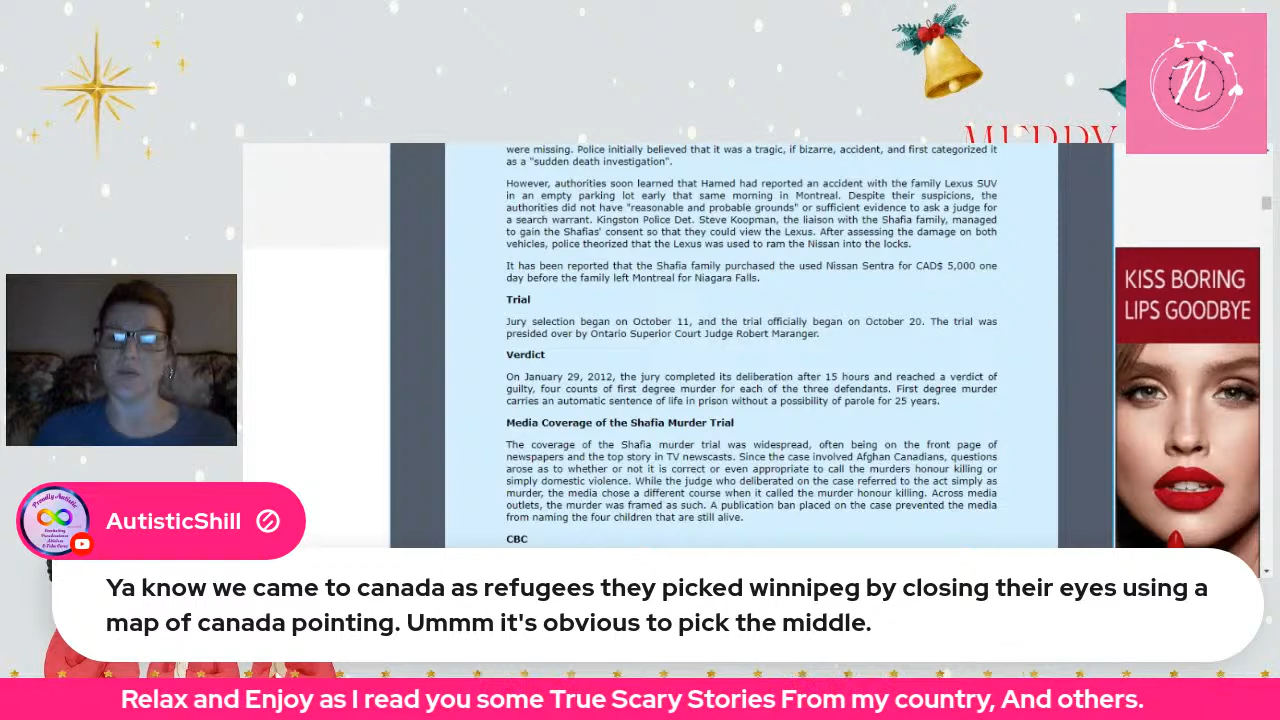 MERRY
were missing. Police initially believed that it was a tragic, if bizarre, accident, and first categorized it
as a "sudden death investigation".
However, authorities soon learned that Hamed had reported an accident with the family Lexus SUV
in an empty parking lot early that same morning in Montreal. Despite their suspicions, the
authorities did not have "reasonable and probable grounds" or sufficient evidence to ask a judge for
a search warrant. Kingston Police Det. Steve Koopman, the liaison with the Shafia family, managed
to gain the Shafias' consent so that they could view the Lexus. After assessing the damage on both
vehicles, police theorized that the Lexus was used to ram the Nissan into the locks.
It has been reported that the Shafia family purchased the used Nissan Sentra for CAD$ 5,000 one
day before the family left Montreal for Niagara Falls.
Trial
Jury selection began on October 11, and the trial officially began on October 20. The trial was
presided over by Ontario Superior Court Judge Robert Maranger.
Verdict
On January 29, 2012, the jury completed its deliberation after 15 hours and reached a verdict of
guilty, four counts of first degree murder for each of the three defendants. First degree murder
carries an automatic sentence of life in prison without a possibility of parole for 25 years.
Media Coverage of the Shafia Murder Trial
The coverage of the Shafia murder trial was widespread, often being on the front page of
newspapers and the top story in TV newscasts. Since the case involved Afghan Canadians, questions
arose as to whether or not it is correct or even appropriate to call the murders honour killing or
simply domestic violence. While the judge who deliberated on the case referred to the act simply as
murder, the media chose a different course when it called the murder honour killing. Across media
outlets, the murder was framed as such. A publication ban placed on the case prevented the media
from naming the four children that are still alive.
CBC
n
KISS BORING
LIPS GOODBYE
Proudly Autistic
AutisticShill
Ya know we came to canada as refugees they picked winnipeg by closing their eyes using a
map of canada pointing. Ummm it's obvious to pick the middle.
Relax and Enjoy as I read you some True Scary Stories From my country, And others.